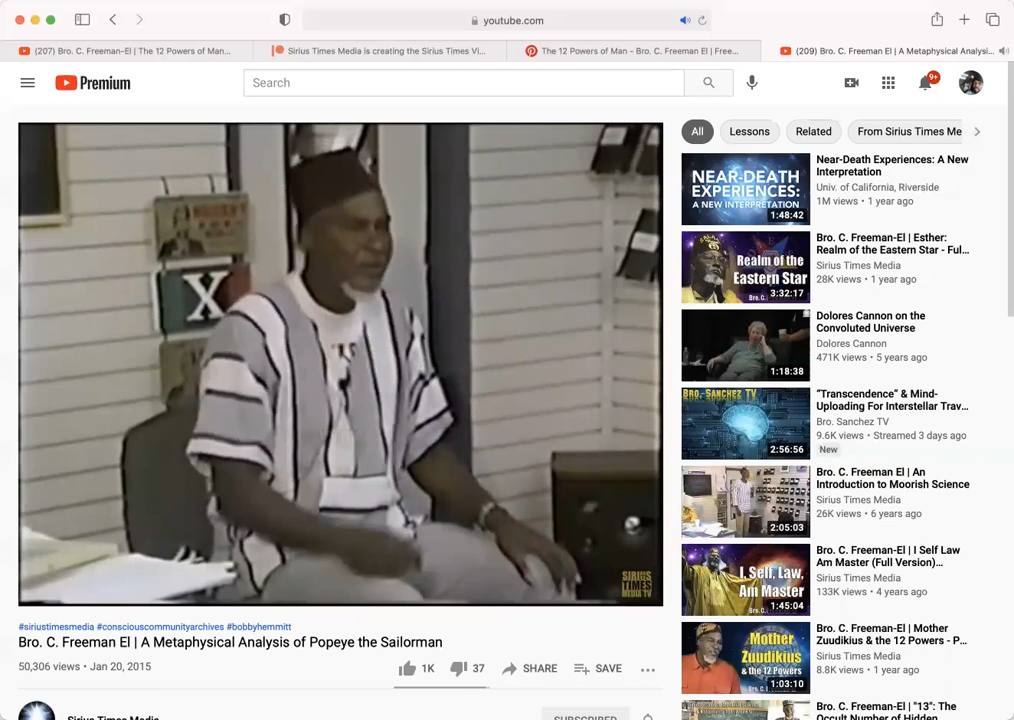 youtube.com
(207) Bro. C. Freeman-El | The 12 Powers of Man...
Sirius Times Media is creating the Sirius Times Vi...
The 12 Powers of Man - Bro. C. Freeman El | Free...
(209) Bro. C. Freeman El | A Metaphysical Analysi...
Premium
Search
9+
All
Lessons
Related
From Sirius Times Me
X
SIRIUS
TIMES
MEDIA TV
#siriustimesmedia #consciouscommunityarchives #bobbyhemmitt
Bro. C. Freeman El | A Metaphysical Analysis of Popeye the Sailorman
50,306 views • Jan 20, 2015
1K
37
SHARE
SAVE
Sirius Times Media
SUBSCRIBED
NEAR-DEATH
EXPERIENCES:
A NEW INTERPRETATION
1:48:42
Near-Death Experiences: A New
Interpretation
Univ. of California, Riverside
1M views • 1 year ago
Realm of the
Eastern Star
Bro. C.
3:32:17
Bro. C. Freeman-El | Esther:
Realm of the Eastern Star - Ful...
Sirius Times Media
28K views • 1 year ago
1:18:38
Dolores Cannon on the
Convoluted Universe
Dolores Cannon
471K views • 5 years ago
BRO. SANCHEZ TV
2:56:56
“Transcendence” & Mind-
Uploading For Interstellar Trav...
Bro. Sanchez TV
9.6K views • Streamed 3 days ago
New
2:05:03
Bro. C. Freeman El | An
Introduction to Moorish Science
Sirius Times Media
26K views • 6 years ago
I, Self, Law,
Am Master
1:45:04
Bro. C. Freeman-El | I Self Law
Am Master (Full Version)...
Sirius Times Media
133K views • 4 years ago
Mother
Zuudikius
& the 12 Powers
Bro. C.
1:03:10
Bro. C. Freeman-El | Mother
Zuudikius & the 12 Powers - P...
Sirius Times Media
8.8K views • 1 year ago
Bro. C. Freeman-El | "13": The
Occult Number of Hidden